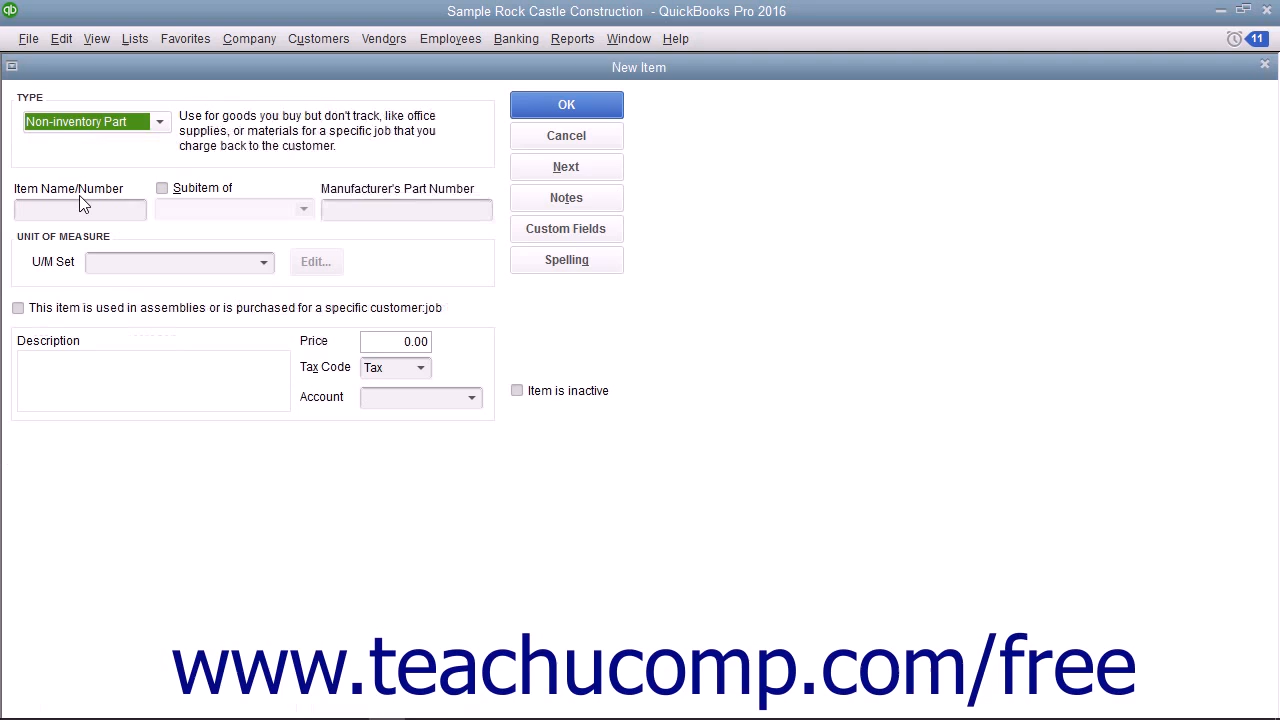 qb
Sample Rock Castle Construction - QuickBooks Pro 2016
File Edit View Lists Favorites Company Customers Vendors Employees Banking Reports Window Help
11
New Item
TYPE
Non-inventory Part
Use for goods you buy but don't track, like office
supplies, or materials for a specific job that you
charge back to the customer.
OK
Cancel
Next
Notes
Custom Fields
Spelling
Item Name/Number
Subitem of
Manufacturer's Part Number
UNIT OF MEASURE
U/M Set
Edit...
This item is used in assemblies or is purchased for a specific customer:job
Description
Price
0.00
Tax Code
Tax
Account
Item is inactive
www.teachucomp.com/free